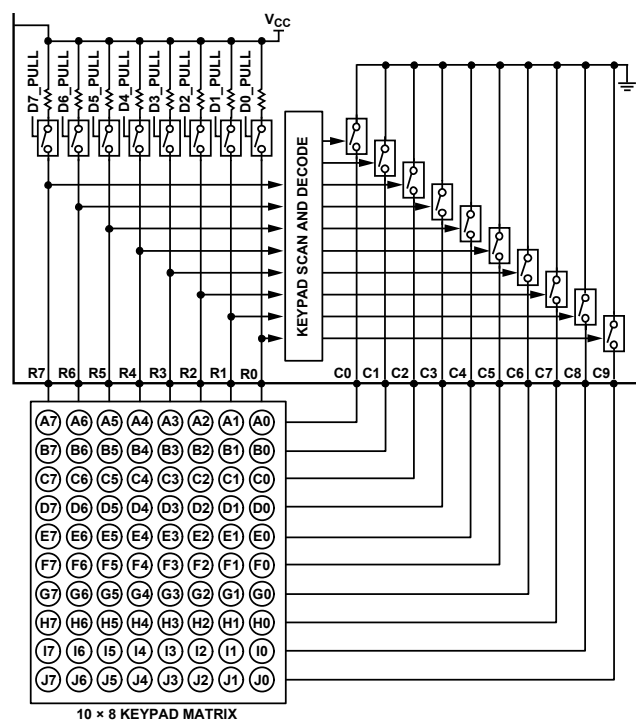 VCC
D7_PULL
D6_PULL
D5_PULL
D4_PULL
D3_PULL
D2_PULL
D1_PULL
D0_PULL
KEYPAD SCAN AND DECODE
R7 R6 R5 R4 R3 R2 R1 R0 C0 C1 C2 C3 C4 C5 C6 C7 C8 C9
A7 A6 A5 A4 A3 A2 A1 A0
B7 B6 B5 B4 B3 B2 B1 B0
C7 C6 C5 C4 C3 C2 C1 C0
D7 D6 D5 D4 D3 D2 D1 D0
E7 E6 E5 E4 E3 E2 E1 E0
F7 F6 F5 F4 F3 F2 F1 F0
G7 G6 G5 G4 G3 G2 G1 G0
H7 H6 H5 H4 H3 H2 H1 H0
I7 I6 I5 I4 I3 I2 I1 I0
J7 J6 J5 J4 J3 J2 J1 J0
10 × 8 KEYPAD MATRIX